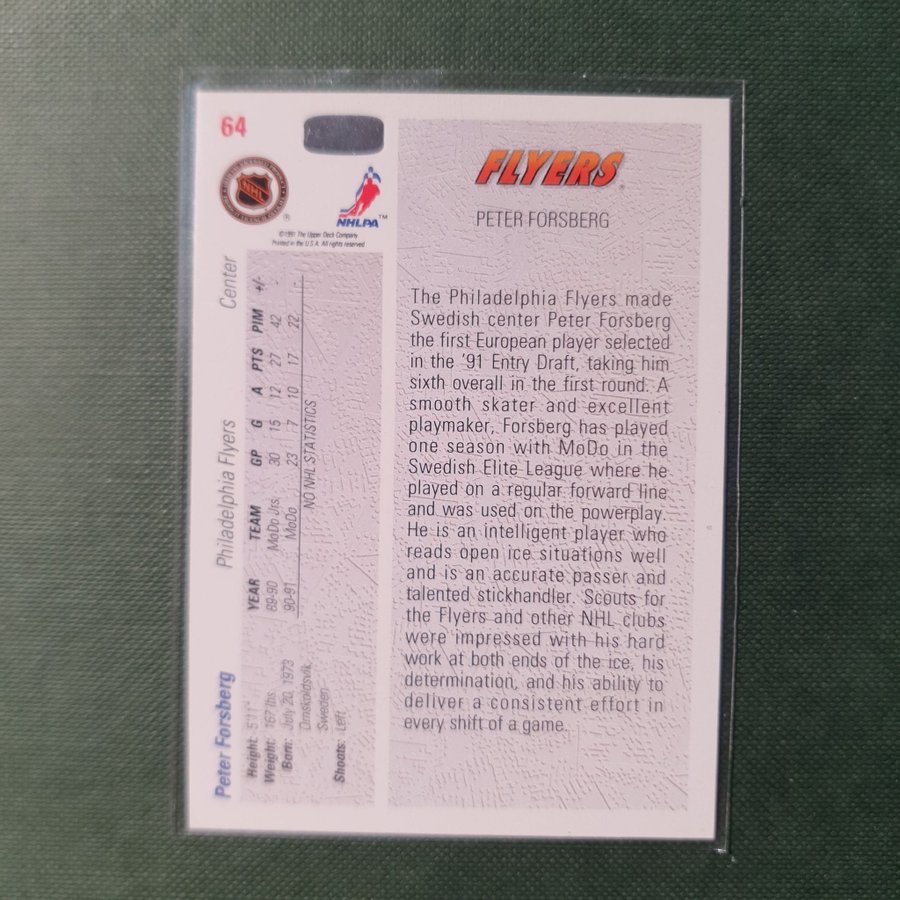 64
NHL
®
NHLPA™
©1991 The Upper Deck Company
Printed in the U.S.A. All rights reserved
FLYERS®
PETER FORSBERG
The Philadelphia Flyers made
Swedish center Peter Forsberg
the first European player selected
in the '91 Entry Draft, taking him
sixth overall in the first round. A
smooth skater and excellent
playmaker, Forsberg has played
one season with MoDo in the
Swedish Elite League where he
played on a regular forward line
and was used on the powerplay.
He is an intelligent player who
reads open ice situations well
and is an accurate passer and
talented stickhandler. Scouts for
the Flyers and other NHL clubs
were impressed with his hard
work at both ends of the ice, his
determination, and his ability to
deliver a consistent effort in
every shift of a game.
Peter Forsberg Philadelphia Flyers Center
Height: 5'11"
Weight: 167 lbs
Born: July 20, 1973
Ornskoldsvik,
Sweden
Shoots: Left
YEAR TEAM GP G A PTS PIM +/-
89-90 MoDo Jrs. 30 15 12 27 42 -
90-91 MoDo 23 7 10 17 22 -
NO NHL STATISTICS